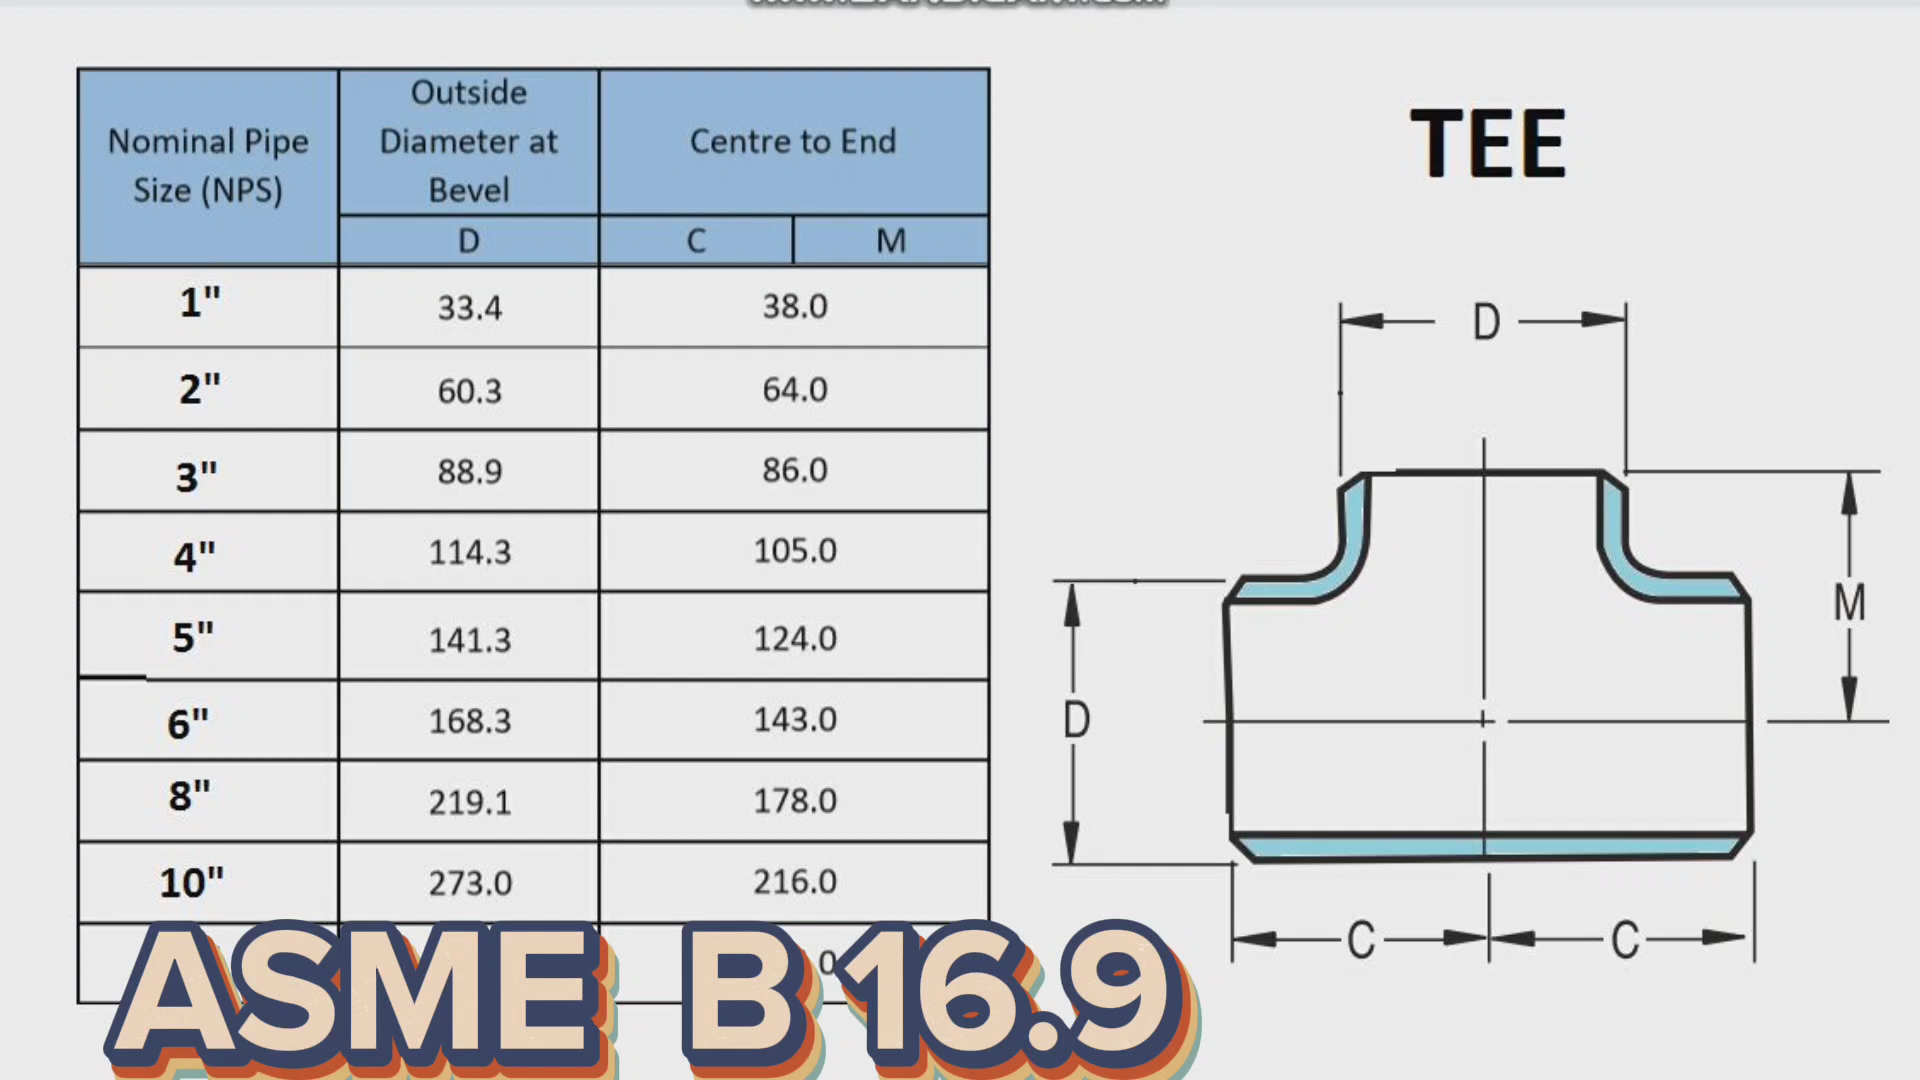 Nominal Pipe
Size (NPS)
Outside
Diameter at
Bevel
Centre to End
D
C
M
1" 33.4 38.0
2" 60.3 64.0
3" 88.9 86.0
4" 114.3 105.0
5" 141.3 124.0
6" 168.3 143.0
8" 219.1 178.0
10" 273.0 216.0
ASME B 16.9
TEE
D
M
D
C
C